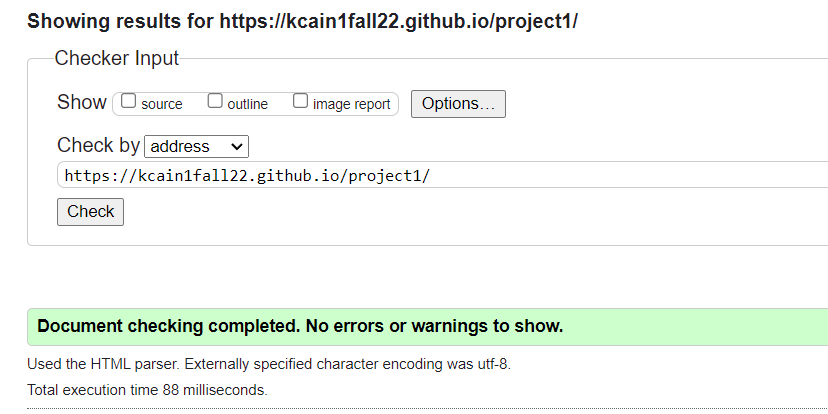 Showing results for https://kcain1fall22.github.io/project1/
Checker Input
Show source outline image report Options...
Check by address
https://kcain1fall22.github.io/project1/
Check
Document checking completed. No errors or warnings to show.
Used the HTML parser. Externally specified character encoding was utf-8.
Total execution time 88 milliseconds.